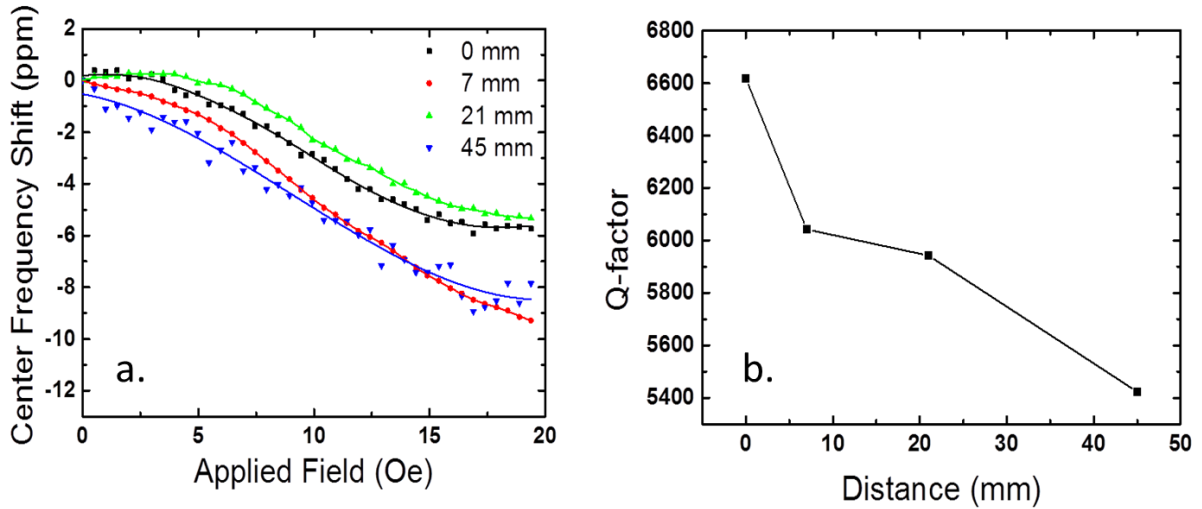 Center Frequency Shift (ppm)
2
0
-2
-4
-6
-8
-10
-12
0 mm
7 mm
21 mm
45 mm
a.
0
5
10
15
20
Applied Field (Oe)
Q-factor
6800
6600
6400
6200
6000
5800
5600
5400
b.
0
10
20
30
40
50
Distance (mm)